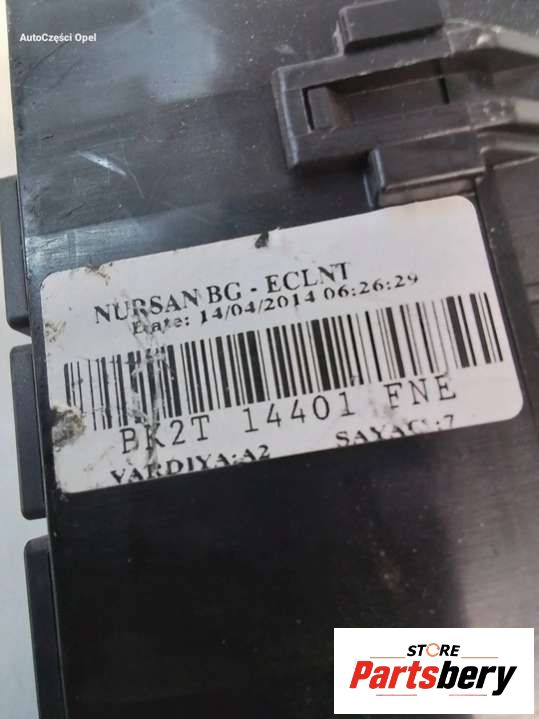 AutoCzęści Opel
NURSAN BG - ECLNT
Date: 14/04/2014 06:26:29
BK2T 14401 FNE
VARDIYA:A2 SAYAC:7
STORE
Partsbery